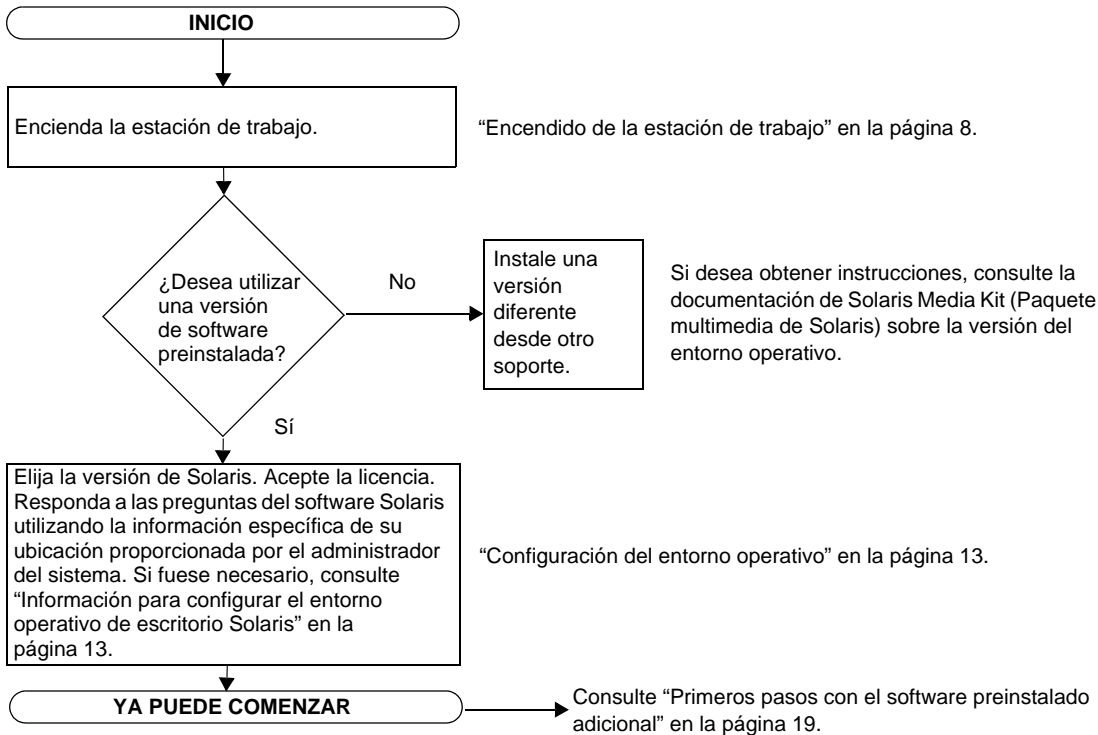 INICIO
Encienda la estación de trabajo.
“Encendido de la estación de trabajo” en la página 8.
¿Desea utilizar
una versión
de software
preinstalada?
No
Instale una
versión
diferente
desde otro
soporte.
Si desea obtener instrucciones, consulte la
documentación de Solaris Media Kit (Paquete
multimedia de Solaris) sobre la versión del
entorno operativo.
Sí
Elija la versión de Solaris. Acepte la licencia.
Responda a las preguntas del software Solaris
utilizando la información específica de su
ubicación proporcionada por el administrador
del sistema. Si fuese necesario, consulte
“Información para configurar el entorno
operativo de escritorio Solaris” en la
página 13.
“Configuración del entorno operativo” en la página 13.
YA PUEDE COMENZAR
Consulte “Primeros pasos con el software preinstalado
adicional” en la página 19.